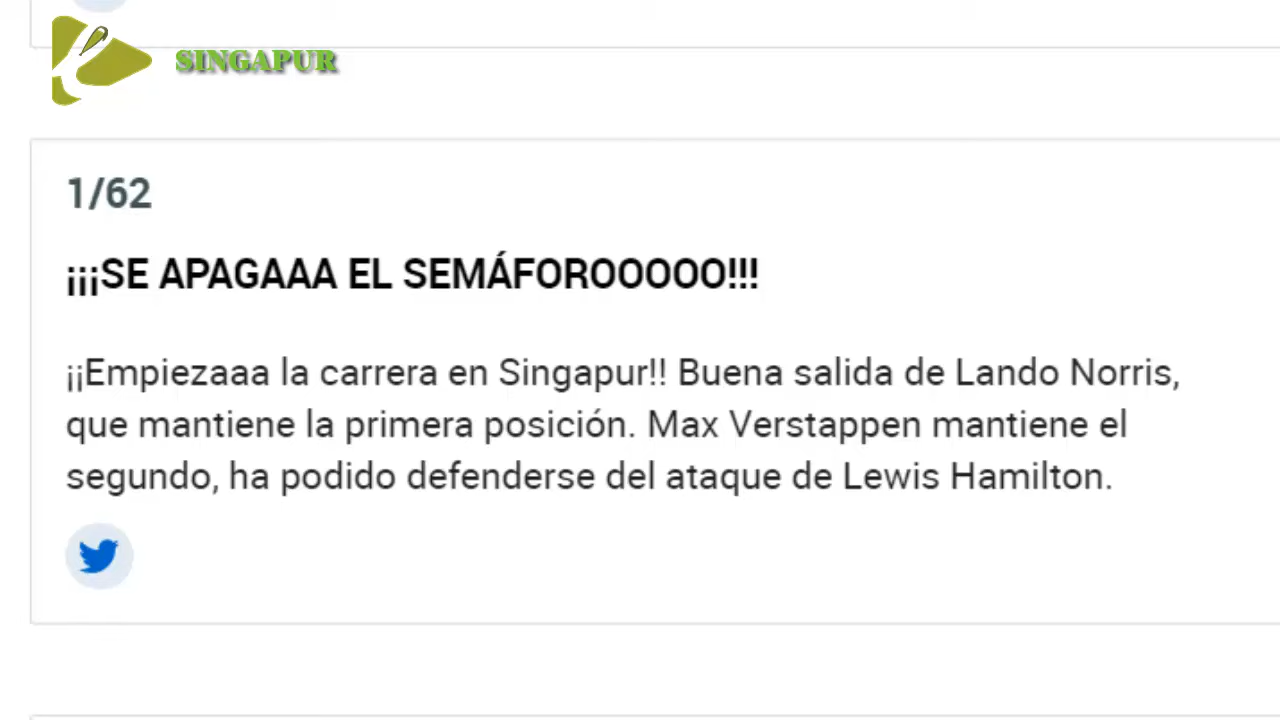 SINGAPUR
1/62
¡¡¡SE APAGAAA EL SEMÁFOROOOOO!!!
¡¡Empiezaaa la carrera en Singapur!! Buena salida de Lando Norris,
que mantiene la primera posición. Max Verstappen mantiene el
segundo, ha podido defenderse del ataque de Lewis Hamilton.